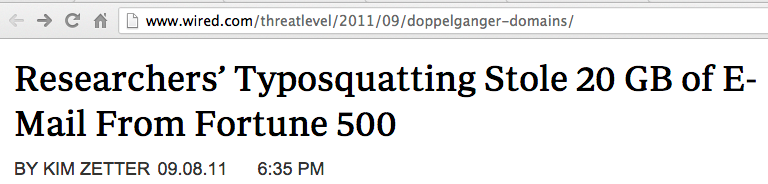 www.wired.com/threatlevel/2011/09/doppelganger-domains/
Researchers’ Typosquatting Stole 20 GB of E-
Mail From Fortune 500
BY KIM ZETTER 09.08.11 6:35 PM